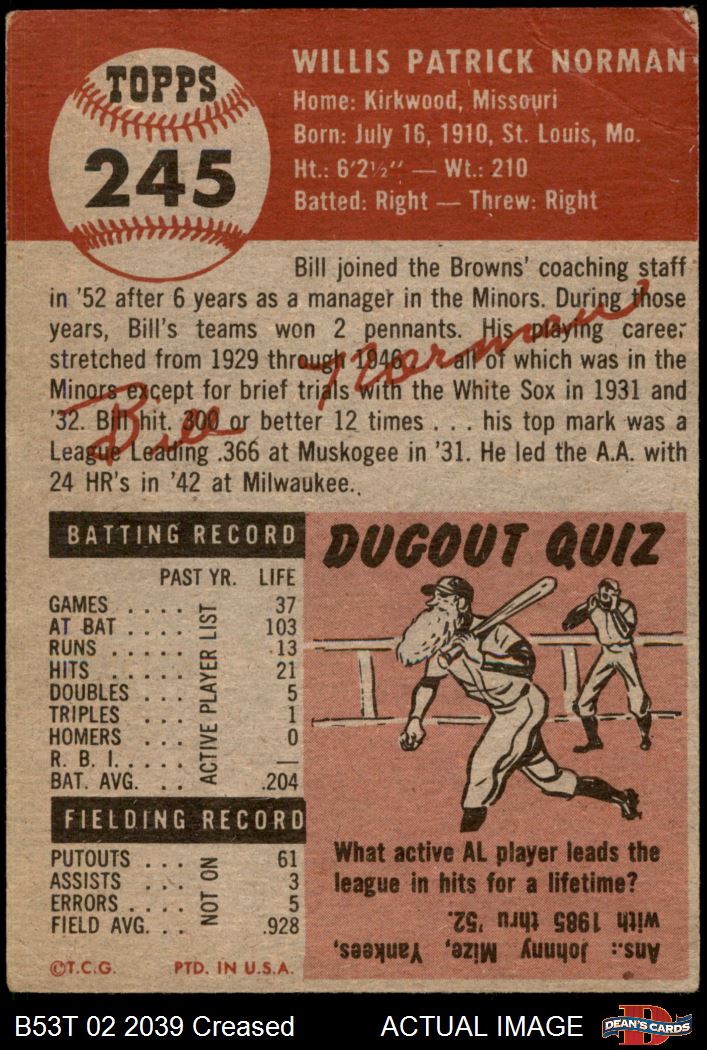 TOPPS
245
WILLIS PATRICK NORMAN
Home: Kirkwood, Missouri
Born: July 16, 1910, St. Louis, Mo.
Ht.: 6'2½" — Wt.: 210
Batted: Right — Threw: Right
Bill joined the Browns' coaching staff
in '52 after 6 years as a manager in the Minors. During those
years, Bill's teams won 2 pennants. His playing career
stretched from 1929 through 1946 . . . all of which was in the
Minors except for brief trials with the White Sox in 1931 and
'32. Bill hit. 300 or better 12 times . . . his top mark was a
League Leading .366 at Muskogee in '31. He led the A.A. with
24 HR's in '42 at Milwaukee.
Bill Norman
BATTING RECORD
PAST YR. LIFE
GAMES . . . . 37
AT BAT . . . . 103
RUNS . . . . 13
HITS . . . . 21
DOUBLES . . . 5
TRIPLES . . . 1
HOMERS . . . 0
R. B. I. . . . . —
BAT. AVG. . . .204
ACTIVE PLAYER LIST
FIELDING RECORD
PUTOUTS . . . 61
ASSISTS . . . 3
ERRORS . . . . 5
FIELD AVG. . . .928
NOT ON
©T.C.G. PTD. IN U.S.A.
DUGOUT QUIZ
What active AL player leads the
league in hits for a lifetime?
Ans.: Johnny Mize, Yankees,
with 1985 thru '52.
B53T 02 2039 Creased ACTUAL IMAGE
D
DEAN'S CARDS